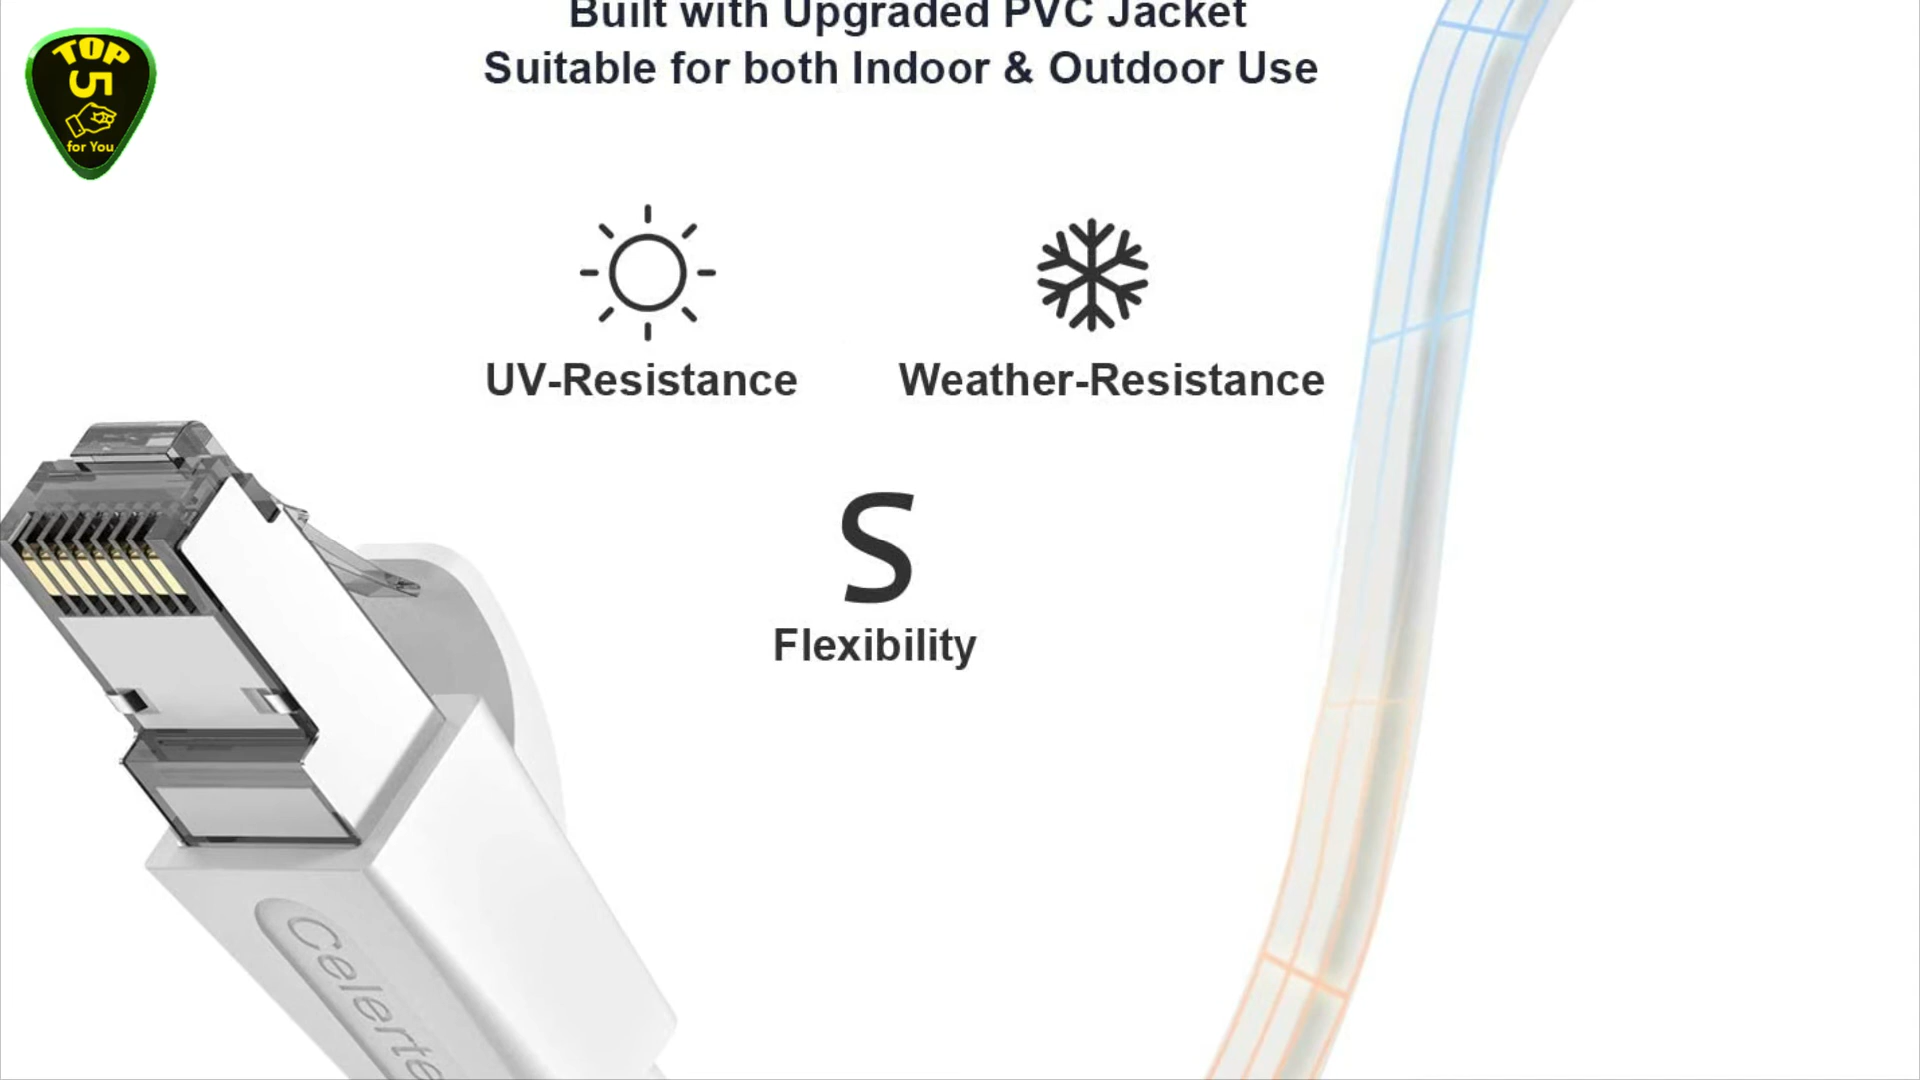 Built with Upgraded PVC Jacket
Suitable for both Indoor & Outdoor Use
TOP
5
for You
UV-Resistance
Weather-Resistance
S
Flexibility
Celerte